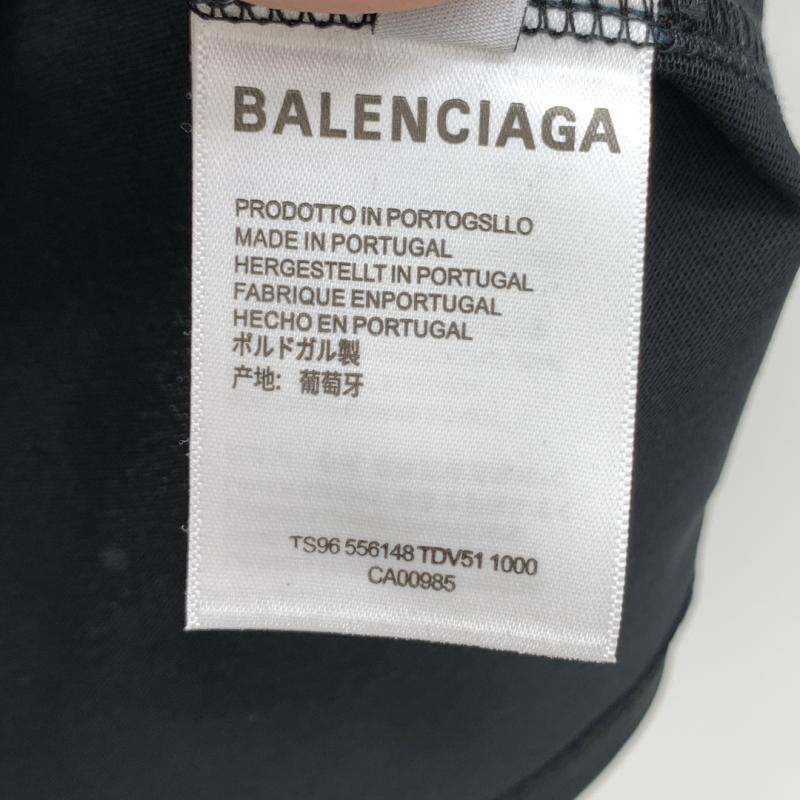 BALENCIAGA
PRODOTTO IN PORTOGSLLO
MADE IN PORTUGAL
HERGESTELLT IN PORTUGAL
FABRIQUE ENPORTUGAL
HECHO EN PORTUGAL
ポルドガル製
产地: 葡萄牙
TS96 556148 TDV51 1000
CA00985